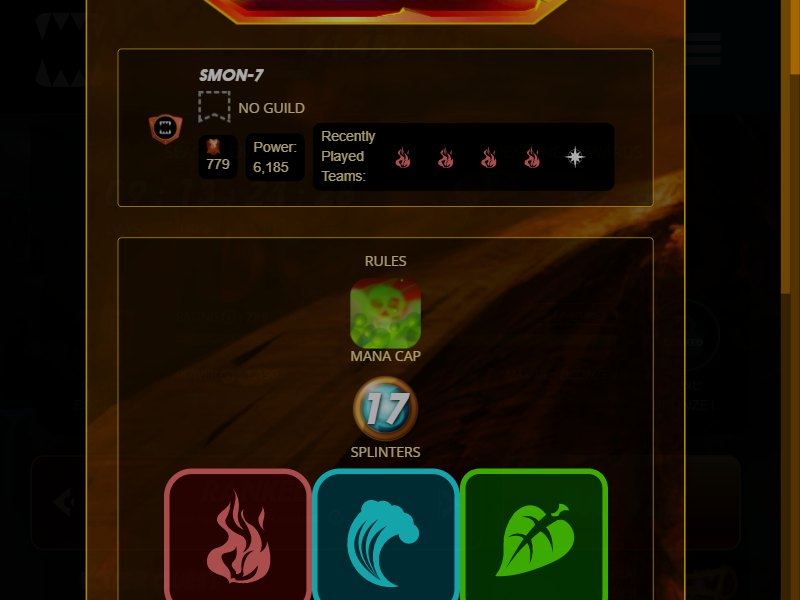 SMON-7
NO GUILD
779
Power:
6,185
Recently
Played
Teams:
RULES
MANA CAP
17
SPLINTERS